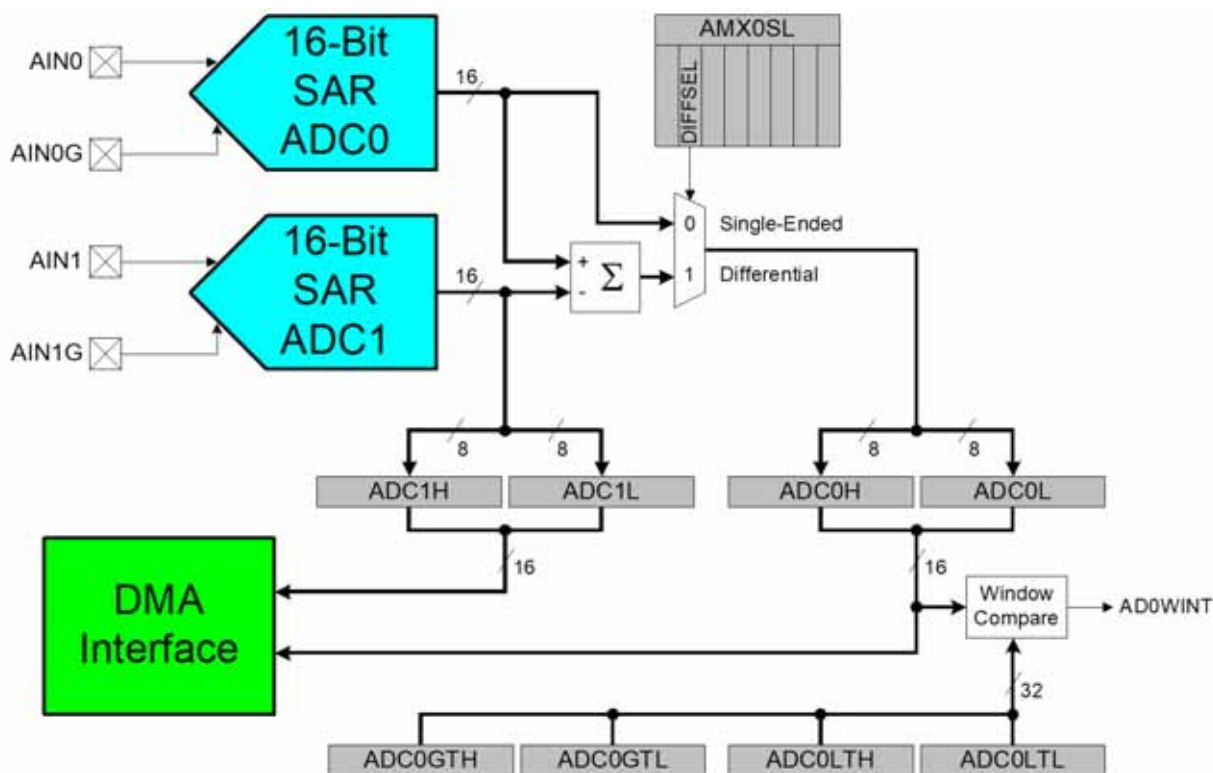 AMX0SL
DIFFSEL
AIN0
AIN0G
16-Bit
SAR
ADC0
16
AIN1
AIN1G
16-Bit
SAR
ADC1
16
+
-
Σ
0
Single-Ended
1
Differential
8
8
8
8
ADC1H
ADC1L
ADC0H
ADC0L
16
16
DMA
Interface
Window
Compare
AD0WINT
32
ADC0GTH
ADC0GTL
ADC0LTH
ADC0LTL